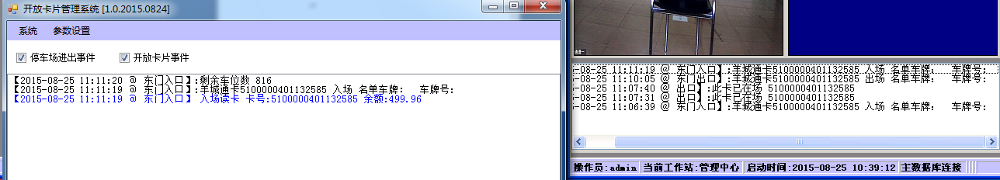 开放卡片管理系统 [1.0.2015.0824]
系统 参数设置
停车场进出事件 开放卡片事件
【2015-08-25 11:11:20 @ 东门入口】:剩余车位数 816
【2015-08-25 11:11:19 @ 东门入口】:羊城通卡5100000401132585 入场 名单车牌: 车牌号:
【2015-08-25 11:11:19 @ 东门入口】 入场读卡 卡号:5100000401132585 余额:499.96
5-08-25 11:11:19 @ 东门入口】:羊城通卡5100000401132585 入场 名单车牌: 车牌号:
5-08-25 11:10:05 @ 东门出口】:羊城通卡5100000401132585 出场 名单车牌: 车牌号:
5-08-25 11:07:40 @ 出口】:此卡已在场 5100000401132585
5-08-25 11:07:31 @ 出口】:此卡已在场 5100000401132585
5-08-25 11:06:39 @ 东门入口】:羊城通卡5100000401132585 入场 名单车牌: 车牌号:
操作员:admin 当前工作站:管理中心 启动时间:2015-08-25 10:39:12 主数据库连接